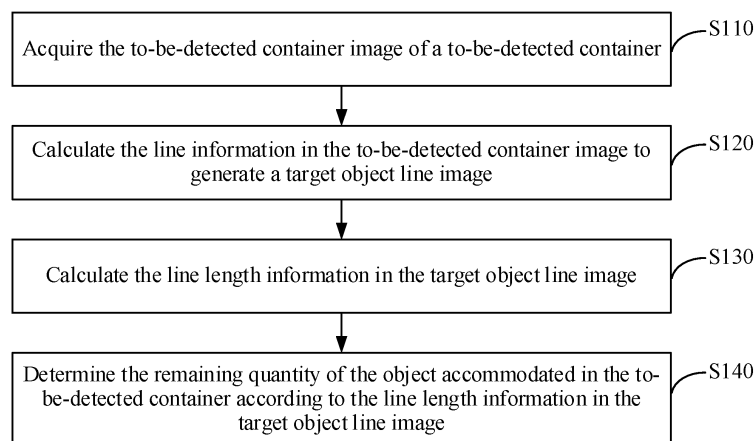 S110
Acquire the to-be-detected container image of a to-be-detected container
S120
Calculate the line information in the to-be-detected container image to
generate a target object line image
S130
Calculate the line length information in the target object line image
S140
Determine the remaining quantity of the object accommodated in the to-
be-detected container according to the line length information in the
target object line image